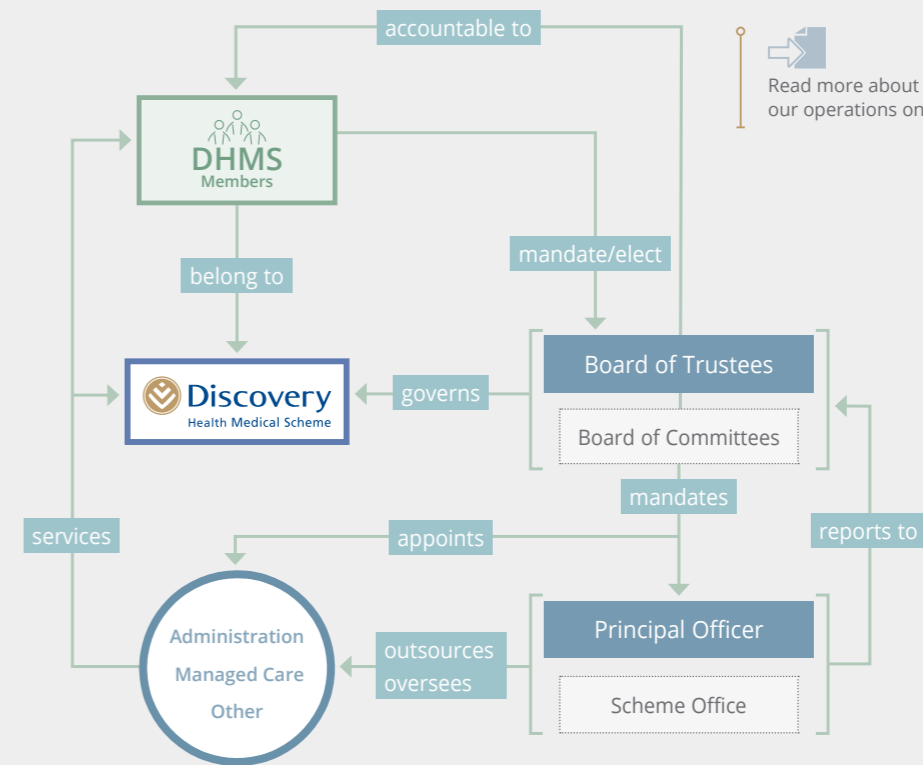 accountable to
Read more about
our operations on
DHMS
Members
mandate/elect
belong to
Board of Trustees
Discovery
Health Medical Scheme
governs
Board of Committees
mandates
services
appoints
reports to
Principal Officer
Administration
Managed Care
Other
outsources
oversees
Scheme Office